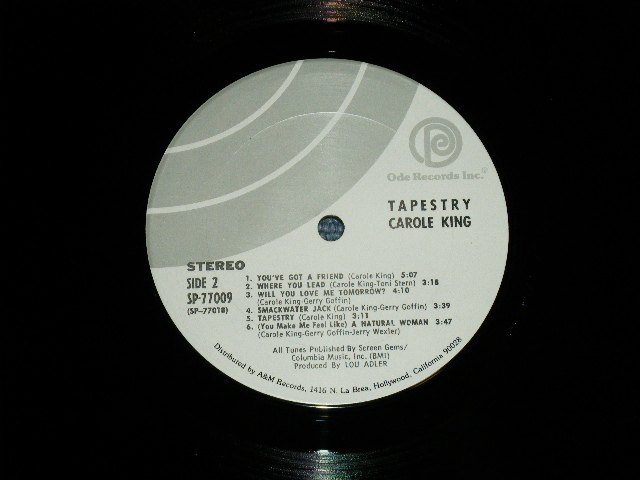 Ode Records Inc.
TAPESTRY
CAROLE KING
STEREO
SIDE 2
SP-77009
(SP-77018)
1. YOU'VE GOT A FRIEND (Carole King) 5:07
2. WHERE YOU LEAD (Carole King-Toni Stern) 3:18
3. WILL YOU LOVE ME TOMORROW? 4:10
(Carole King-Gerry Goffin)
4. SMACKWATER JACK (Carole King-Gerry Goffin) 3:39
5. TAPESTRY (Carole King) 3:13
6. (You Make Me Feel Like) A NATURAL WOMAN 3:47
(Carole King-Gerry Goffin-Jerry Wexler)
All Tunes Published By Screen Gems/
Columbia Music, Inc. (BMI)
Produced By LOU ADLER
Distributed by A&M Records, 1416 N. La Brea, Hollywood, California 90028